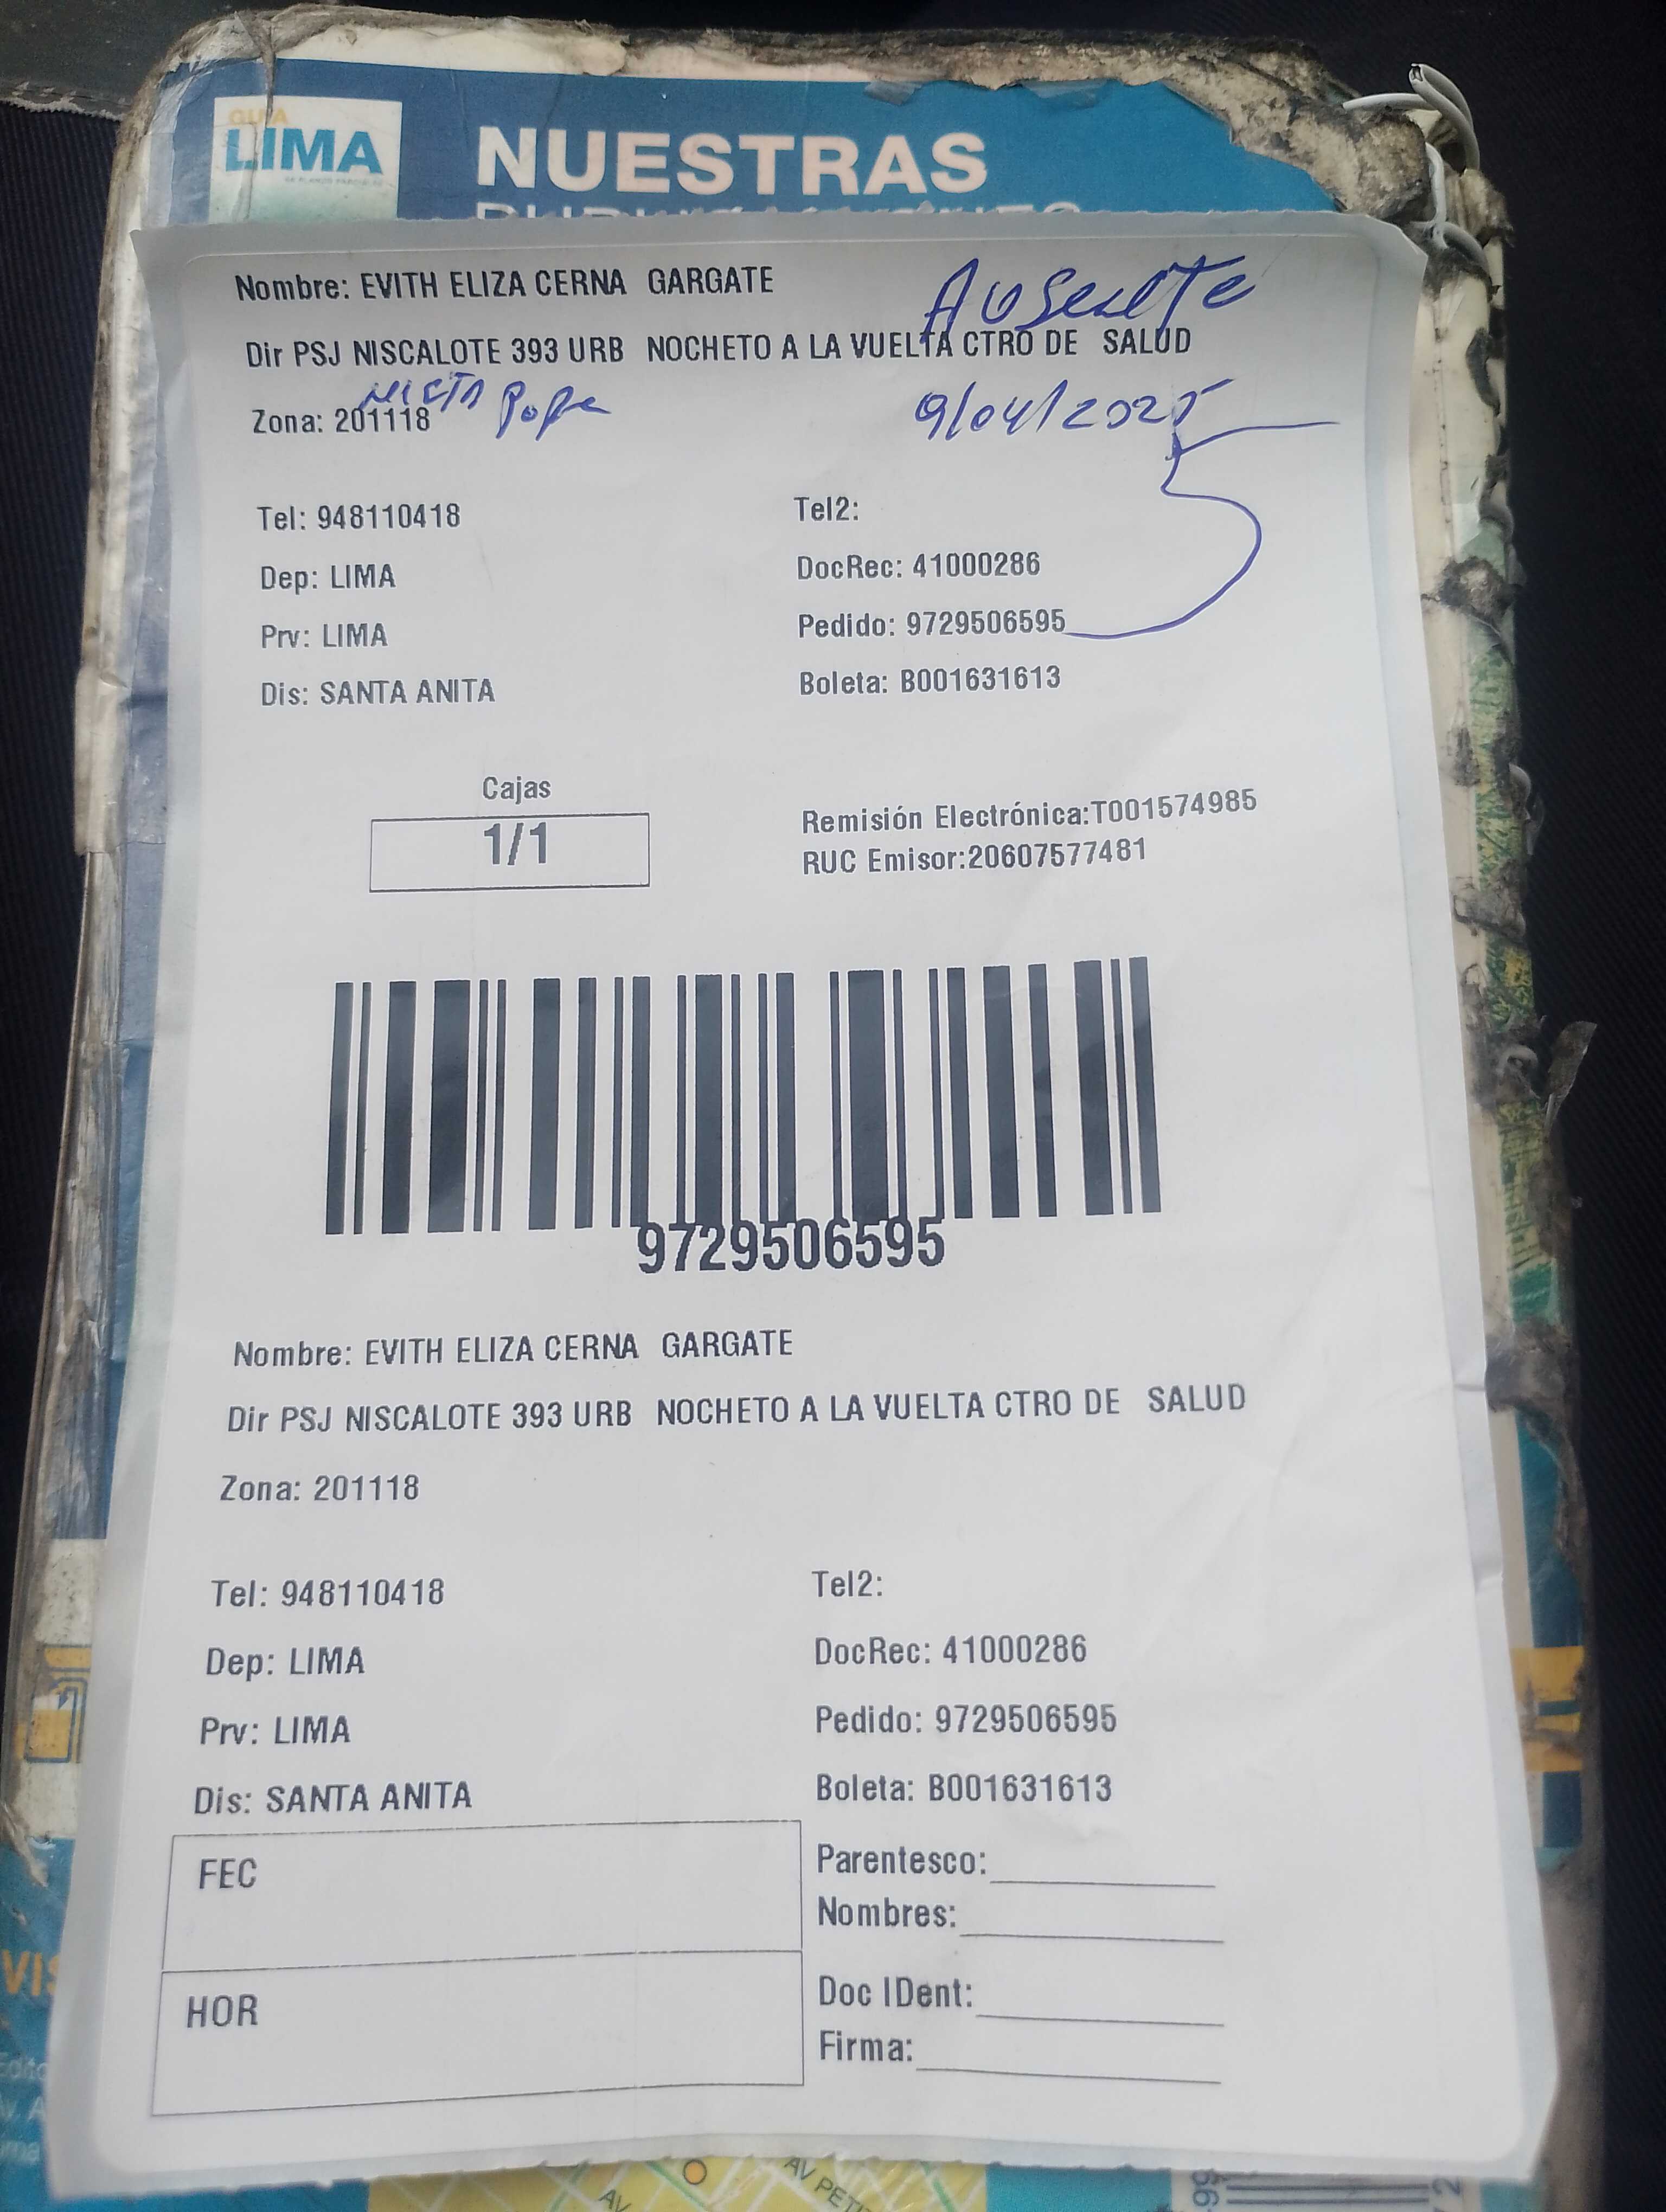 GUIA
LIMA
NUESTRAS
Nombre: EVITH ELIZA CERNA GARGATE
Ausente
Dir PSJ NISCALOTE 393 URB NOCHETO A LA VUELTA CTRO DE SALUD
Zona: 201118
9/04/2025
Tel: 948110418
Tel2:
Dep: LIMA
DocRec: 41000286
Prv: LIMA
Pedido: 9729506595
Dis: SANTA ANITA
Boleta: B001631613
Cajas
1/1
Remisión Electrónica:T001574985
RUC Emisor:20607577481
9729506595
Nombre: EVITH ELIZA CERNA GARGATE
Dir PSJ NISCALOTE 393 URB NOCHETO A LA VUELTA CTRO DE SALUD
Zona: 201118
Tel: 948110418
Tel2:
Dep: LIMA
DocRec: 41000286
Prv: LIMA
Pedido: 9729506595
Dis: SANTA ANITA
Boleta: B001631613
FEC
Parentesco:
Nombres:
HOR
Doc IDent:
Firma:
AV